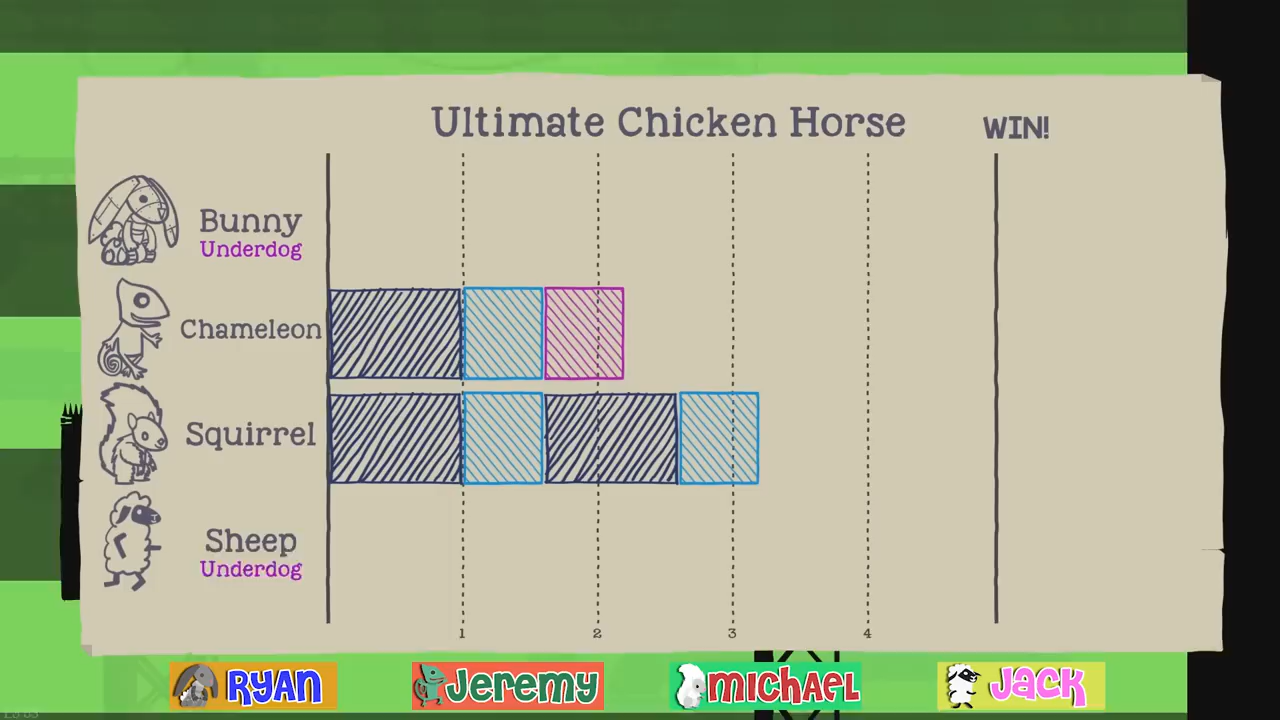 Ultimate Chicken Horse
WIN!
Bunny
Underdog
Chameleon
Squirrel
Sheep
Underdog
1 2 3 4
RYAN Jeremy michael Jack